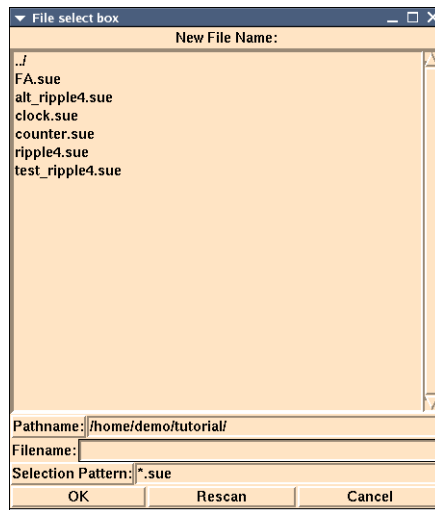 File select box
New File Name:
../
FA.sue
alt_ripple4.sue
clock.sue
counter.sue
ripple4.sue
test_ripple4.sue
Pathname: /home/demo/tutorial/
Filename:
Selection Pattern: *.sue
OK Rescan Cancel